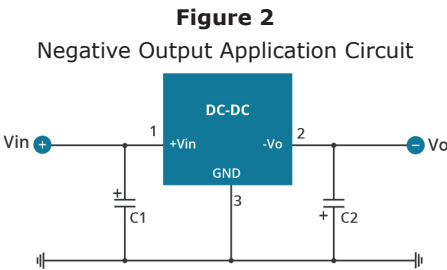 Figure 2
Negative Output Application Circuit
DC-DC
Vin + 1 +Vin -Vo 2 − Vo
GND
3
+ C1 + C2